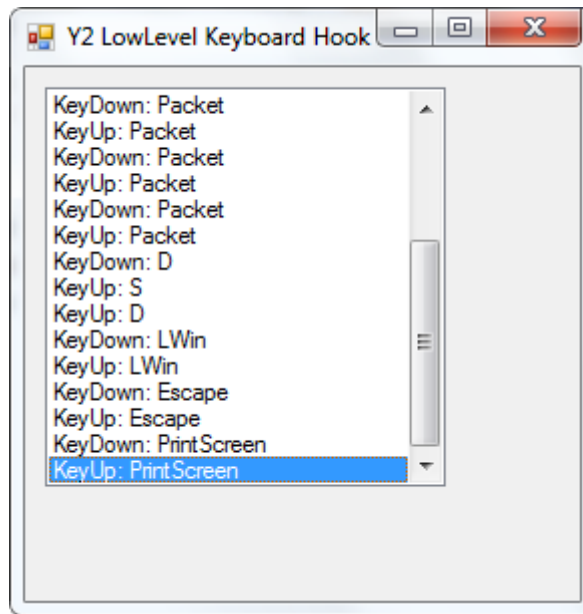 Y2 LowLevel Keyboard Hook
KeyDown: Packet
KeyUp: Packet
KeyDown: Packet
KeyUp: Packet
KeyDown: Packet
KeyUp: Packet
KeyDown: D
KeyUp: S
KeyUp: D
KeyDown: LWin
KeyUp: LWin
KeyDown: Escape
KeyUp: Escape
KeyDown: PrintScreen
KeyUp: PrintScreen